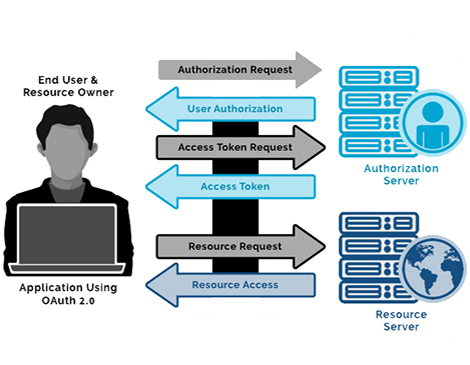 End User &
Resource Owner
Application Using
OAuth 2.0
Authorization Request
User Authorization
Access Token Request
Access Token
Resource Request
Resource Access
Authorization
Server
Resource
Server